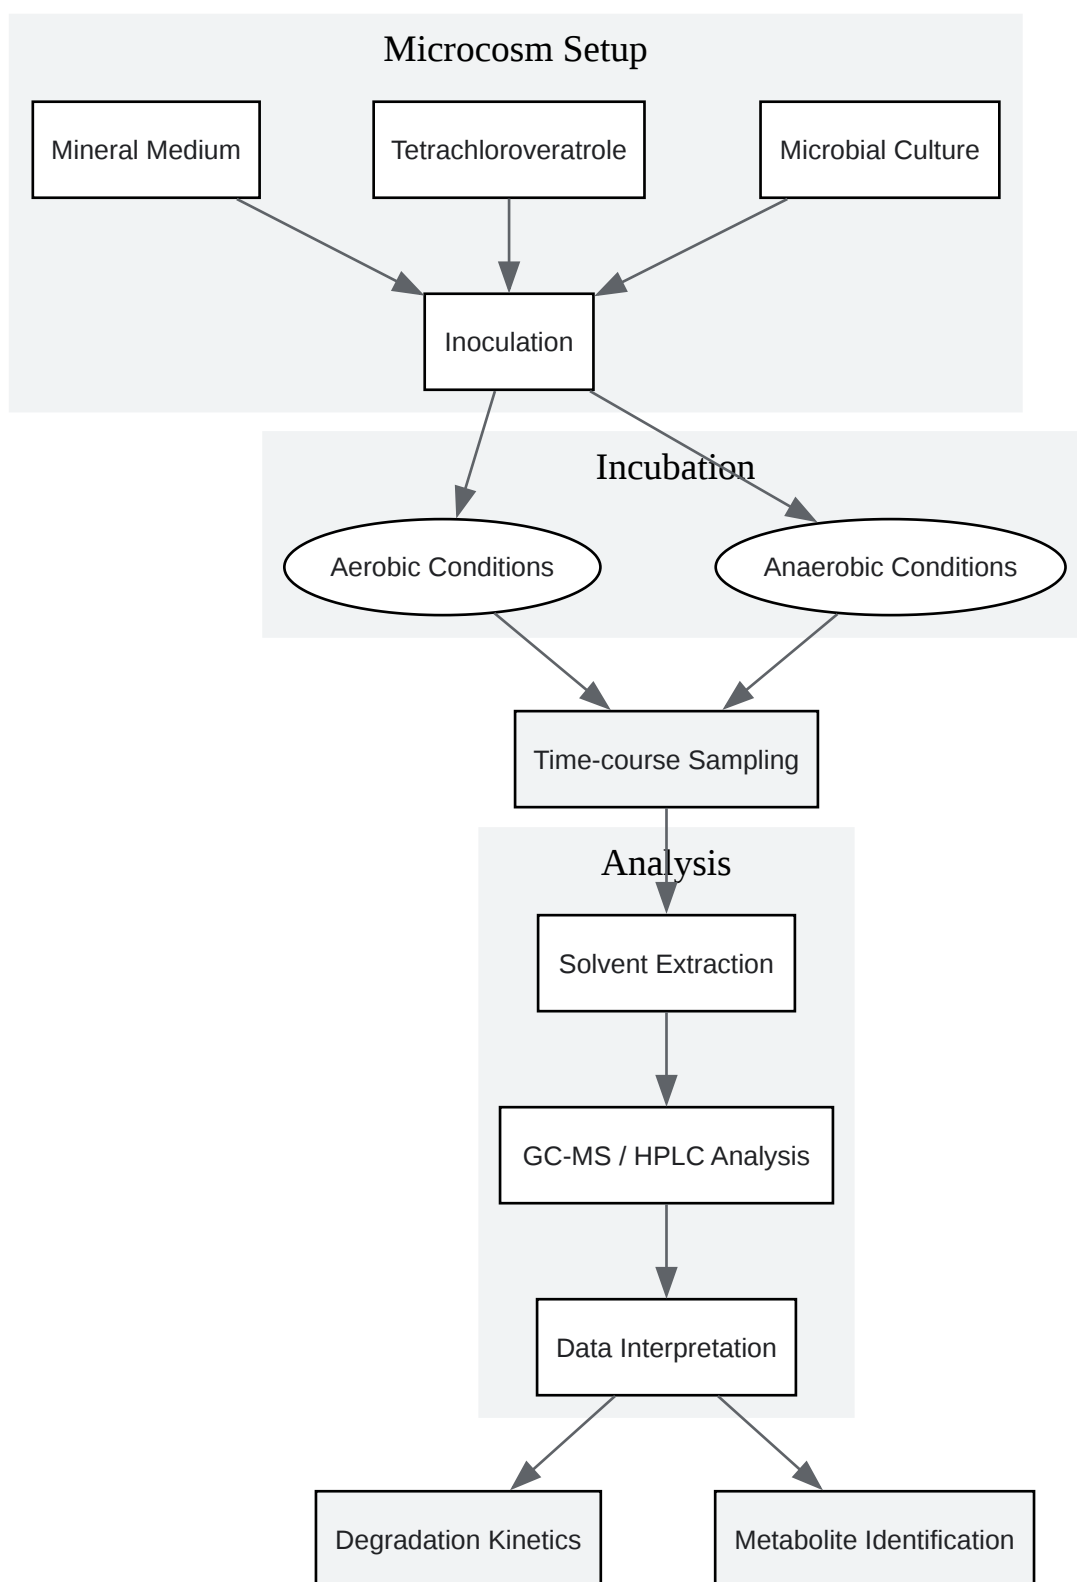 Microcosm Setup
Mineral Medium
Tetrachloroveratrole
Microbial Culture
Inoculation
Incubation
Aerobic Conditions
Anaerobic Conditions
Time-course Sampling
Analysis
Solvent Extraction
GC-MS / HPLC Analysis
Data Interpretation
Degradation Kinetics
Metabolite Identification